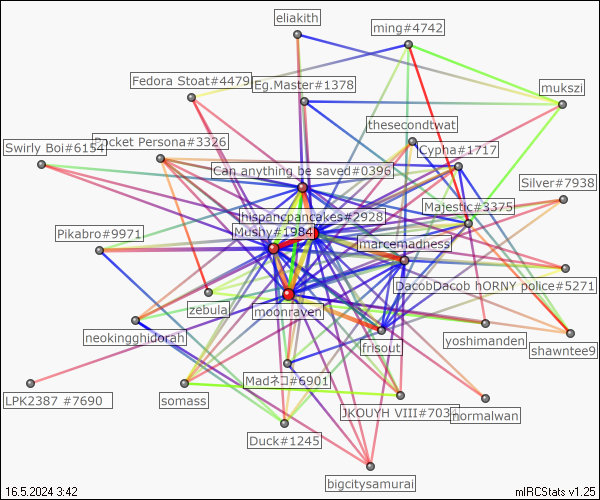 eliakith
ming#4742
Fedora Stoat#4479
Eg.Master#1378
mukszi
thesecondtwat
Swirly Boi#6154
Pocket Persona#3326
Cypha#1717
Can anything be saved#0396
Silver#7938
Majestic#3375
hispancpancakes#2928
Mushy#1984
Pikabro#9971
marcemadness
DacobDacob hORNY police#5271
zebula
moonraven
neokingghidorah
frisout
yoshimanden
shawntee9
Madネコ#6901
LPK2387 #7690
somass
JKOUYH VIII#7034
normalwan
Duck#1245
bigcitysamurai
16.5.2024 3:42
mIRCStats v1.25